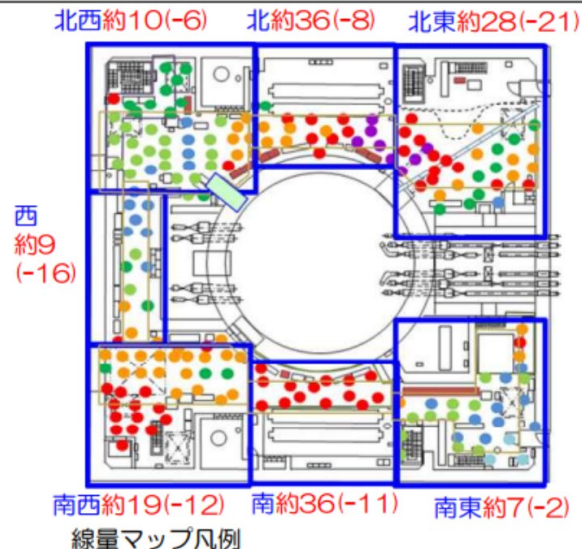 北西約10(-6) 北約36(-8) 北東約28(-21)
西
約9
(-16)
南西約19(-12) 南約36(-11) 南東約7(-2)
線量マップ凡例